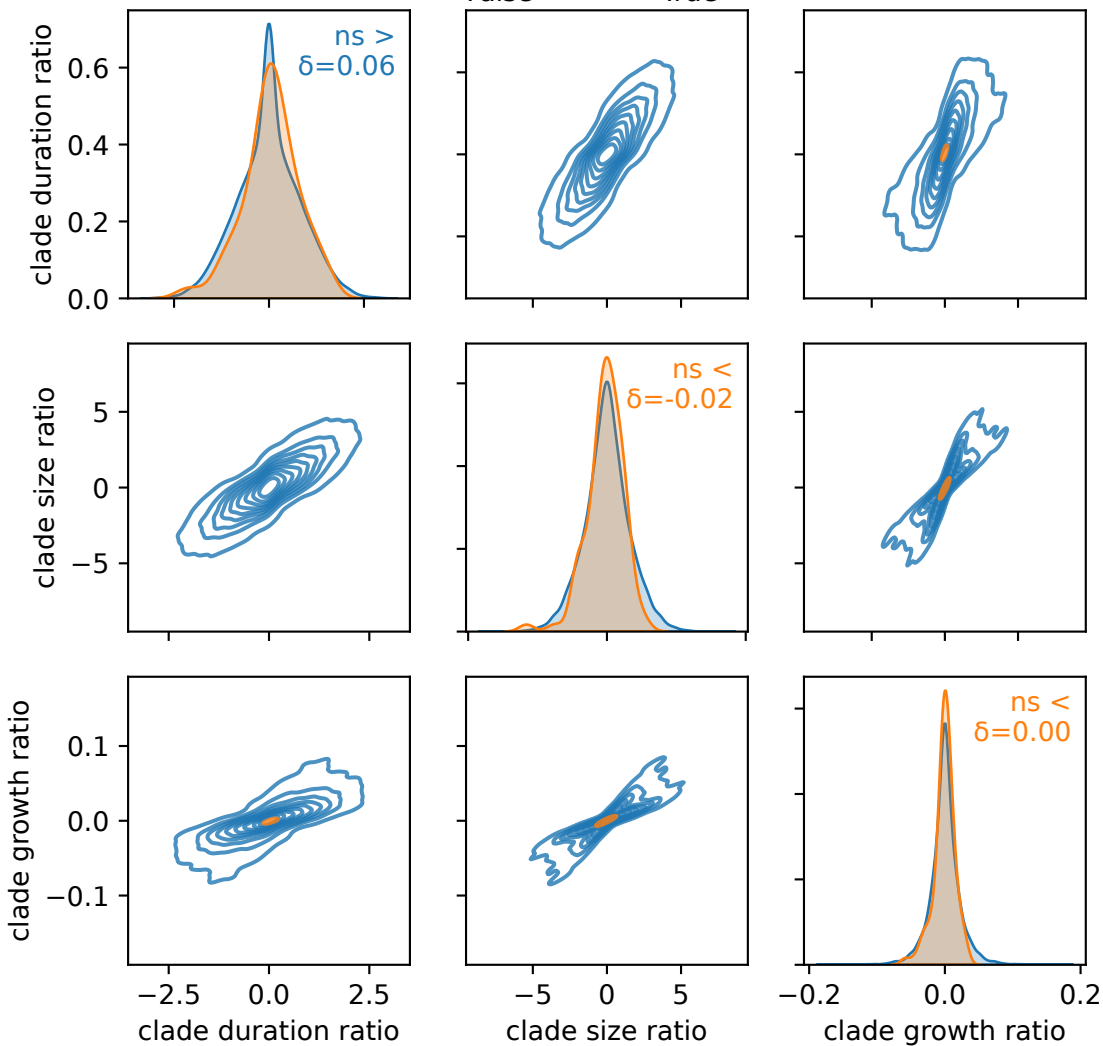 clade duration ratio
0.6
0.4
0.2
0.0
ns >
δ=0.06
clade size ratio
5
0
−5
ns <
δ=-0.02
clade growth ratio
0.1
0.0
−0.1
ns <
δ=0.00
−2.5
0.0
2.5
−5
0
5
−0.2
0.0
0.2
clade duration ratio
clade size ratio
clade growth ratio